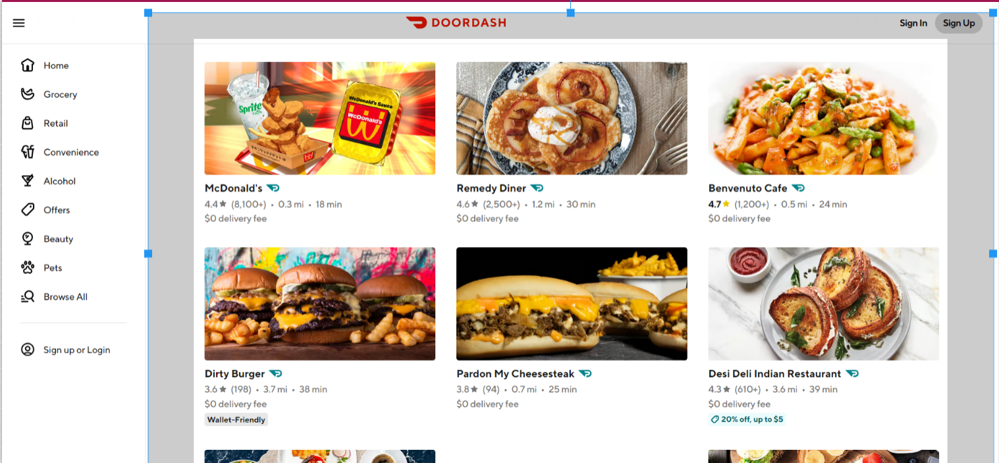 DOORDASH
Sign In
Sign Up
Home
Grocery
Retail
Convenience
Alcohol
Offers
Beauty
Pets
Browse All
Sign up or Login
Sprite
WcDonald's Sauce
WcDonald's
McDonald's
4.4 ★ (8,100+) • 0.3 mi • 18 min
$0 delivery fee
Remedy Diner
4.6 ★ (2,500+) • 1.2 mi • 30 min
$0 delivery fee
Benvenuto Cafe
4.7 ★ (1,200+) • 0.5 mi • 24 min
$0 delivery fee
Dirty Burger
3.6 ★ (198) • 3.7 mi • 38 min
$0 delivery fee
Wallet-Friendly
Pardon My Cheesesteak
3.8 ★ (94) • 0.7 mi • 25 min
$0 delivery fee
Desi Deli Indian Restaurant
4.3 ★ (610+) • 3.6 mi • 39 min
$0 delivery fee
20% off, up to $5